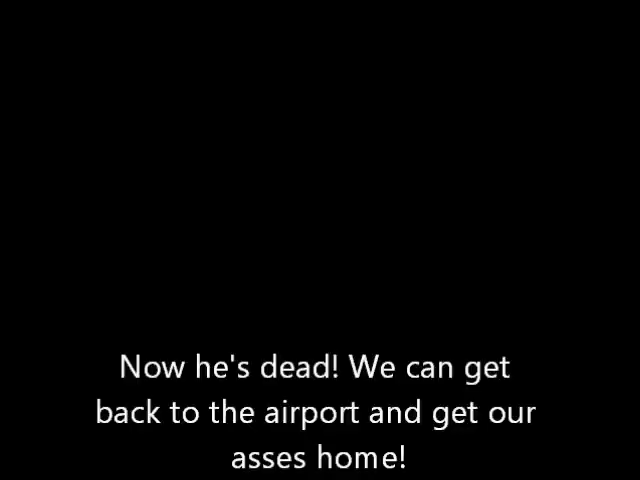 Now he's dead! We can get
back to the airport and get our
asses home!